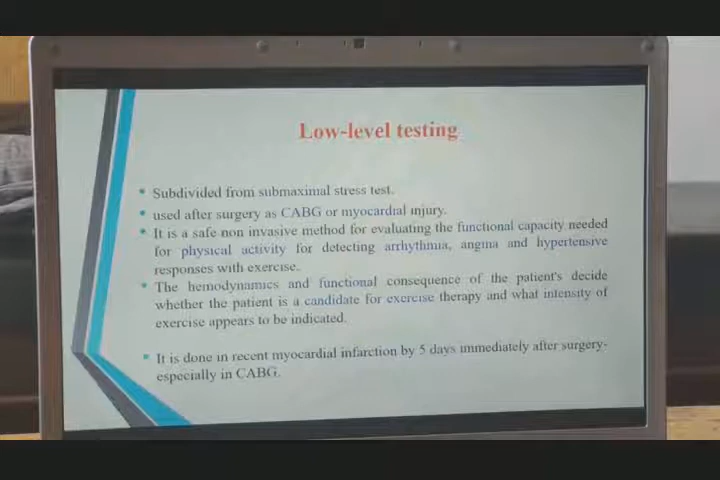 Low-level testing
• Subdivided from submaximal stress test.
• used after surgery as CABG or myocardial injury.
• It is a safe non invasive method for evaluating the functional capacity needed
for physical activity for detecting arrhythmia, angina and hypertensive
responses with exercise.
• The hemodynamics and functional consequence of the patient's decide
whether the patient is a candidate for exercise therapy and what intensity of
exercise appears to be indicated.
• It is done in recent myocardial infarction by 5 days immediately after surgery-
especially in CABG.